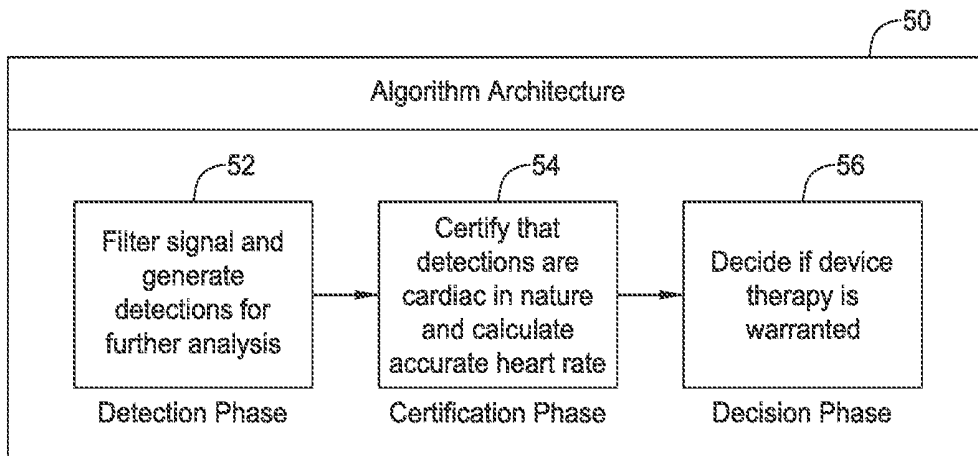 50
Algorithm Architecture
52
Filter signal and
generate
detections for
further analysis
Detection Phase
54
Certify that
detections are
cardiac in nature
and calculate
accurate heart rate
Certification Phase
56
Decide if device
therapy is
warranted
Decision Phase